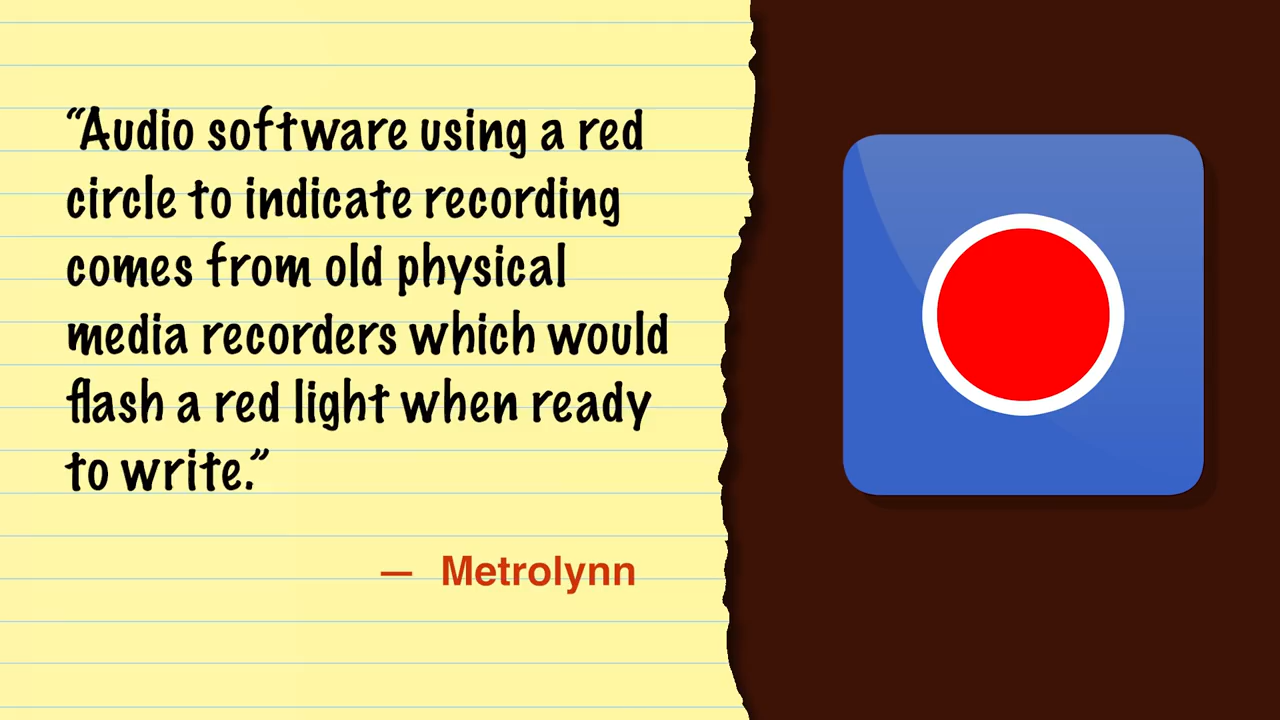 “Audio software using a red
circle to indicate recording
comes from old physical
media recorders which would
flash a red light when ready
to write.”
— Metrolynn